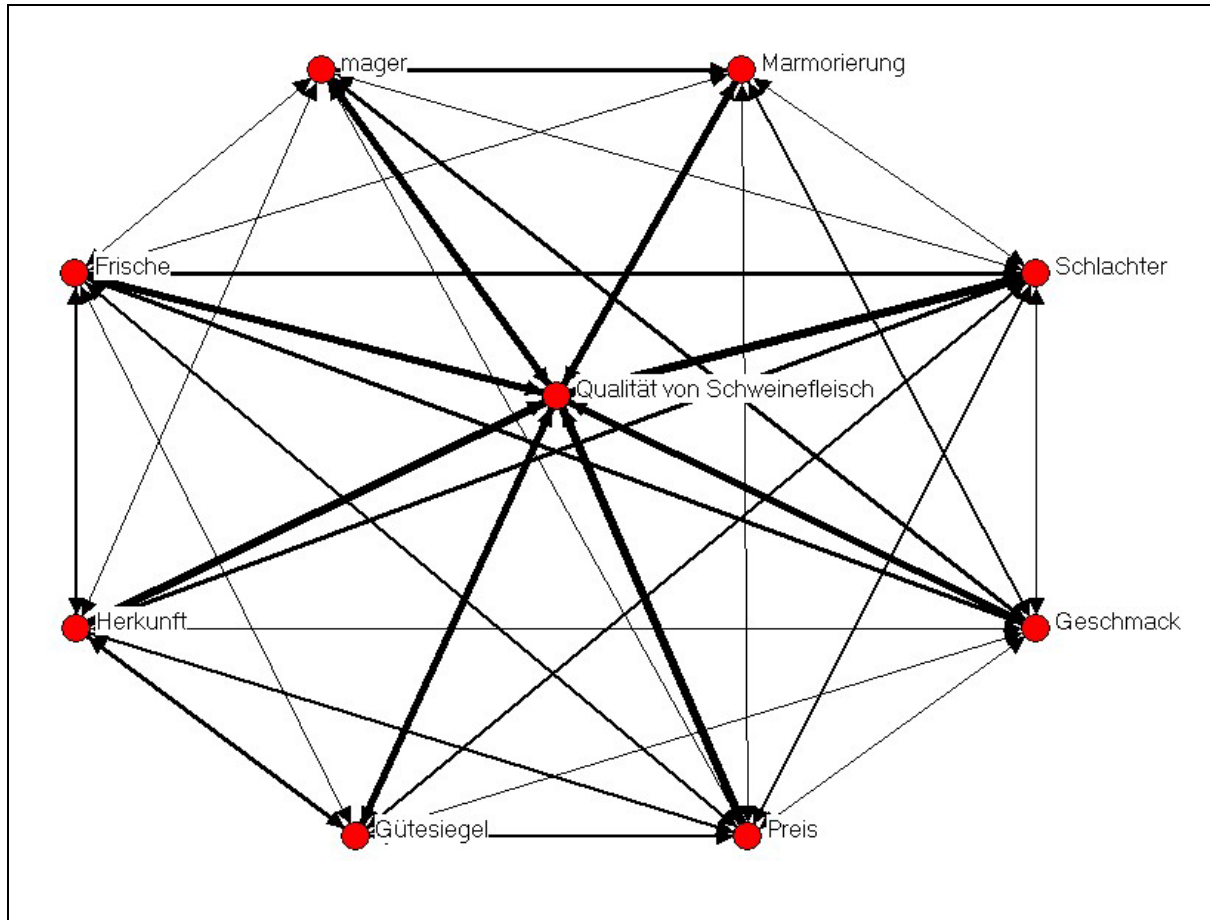 mager
Marmorierung
Frische
Schlachter
Qualität von Schweinefleisch
Herkunft
Geschmack
Gütesiegel
Preis